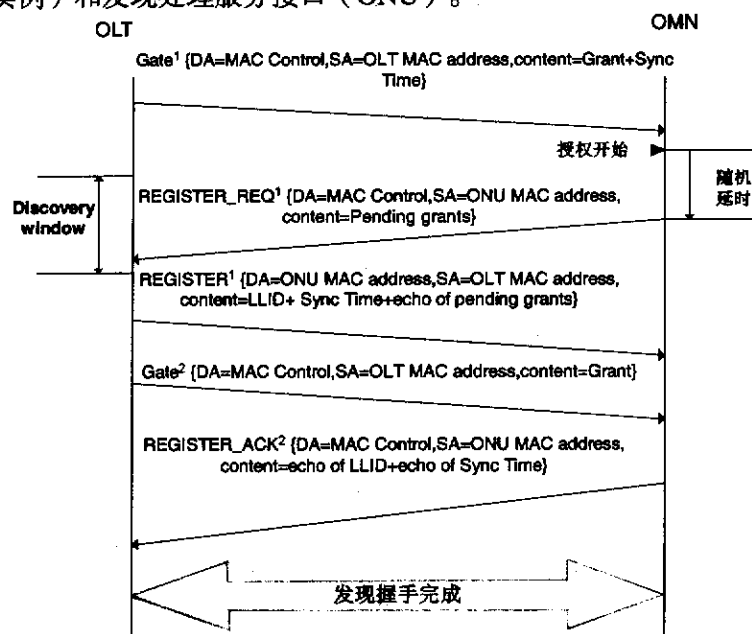 实例）和发现处理服务接口（ONU）。
OLT
OMN
Gate¹ {DA=MAC Control,SA=OLT MAC address,content=Grant+Sync
Time}
授权开始
随机
延时
Discovery
window
REGISTER_REQ¹ {DA=MAC Control,SA=ONU MAC address,
content=Pending grants}
REGISTER¹ {DA=ONU MAC address,SA=OLT MAC address,
content=LLID+ Sync Time+echo of pending grants}
Gate² {DA=MAC Control,SA=OLT MAC address,content=Grant}
REGISTER_ACK² {DA=MAC Control,SA=ONU MAC address,
content=echo of LLID+echo of Sync Time}
发现握手完成